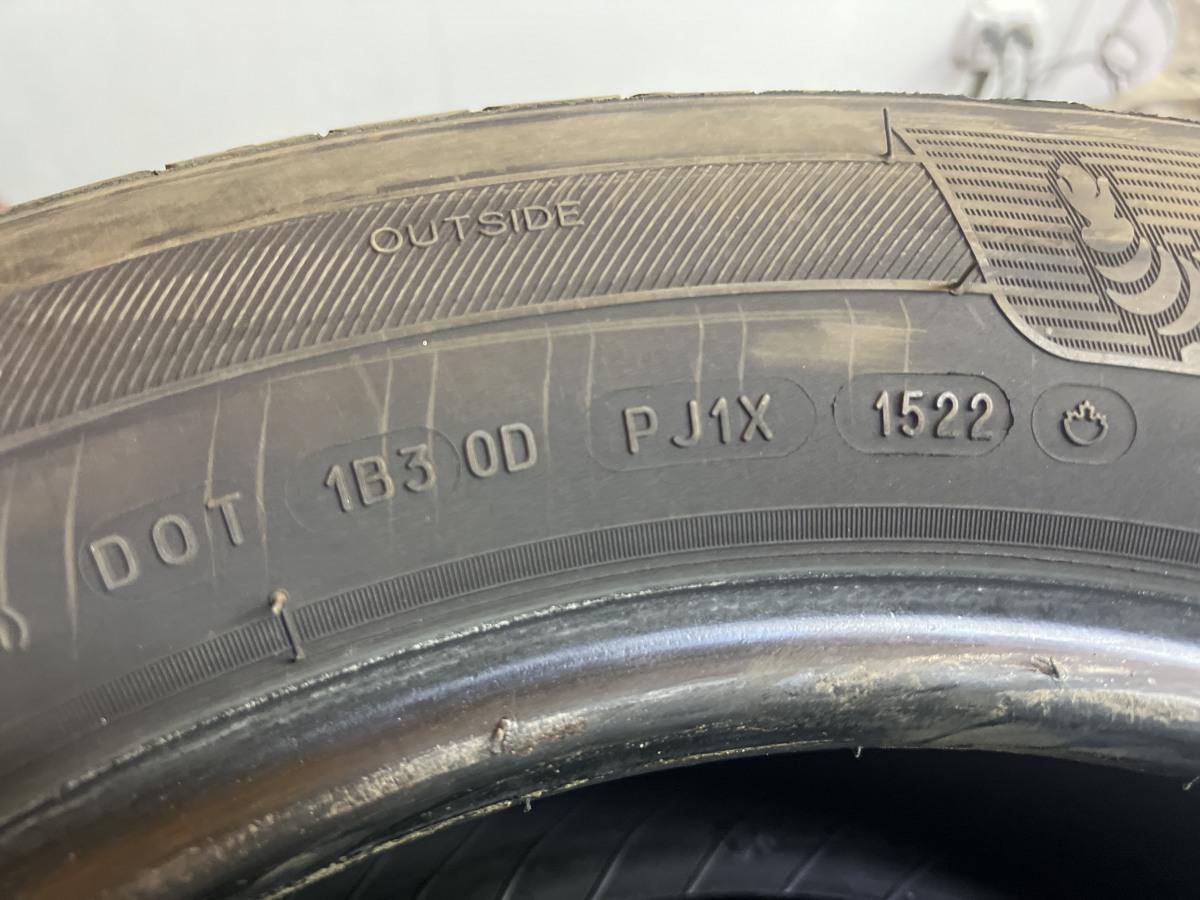 OUTSIDE
DOT 1B3 0D PJ1X 1522